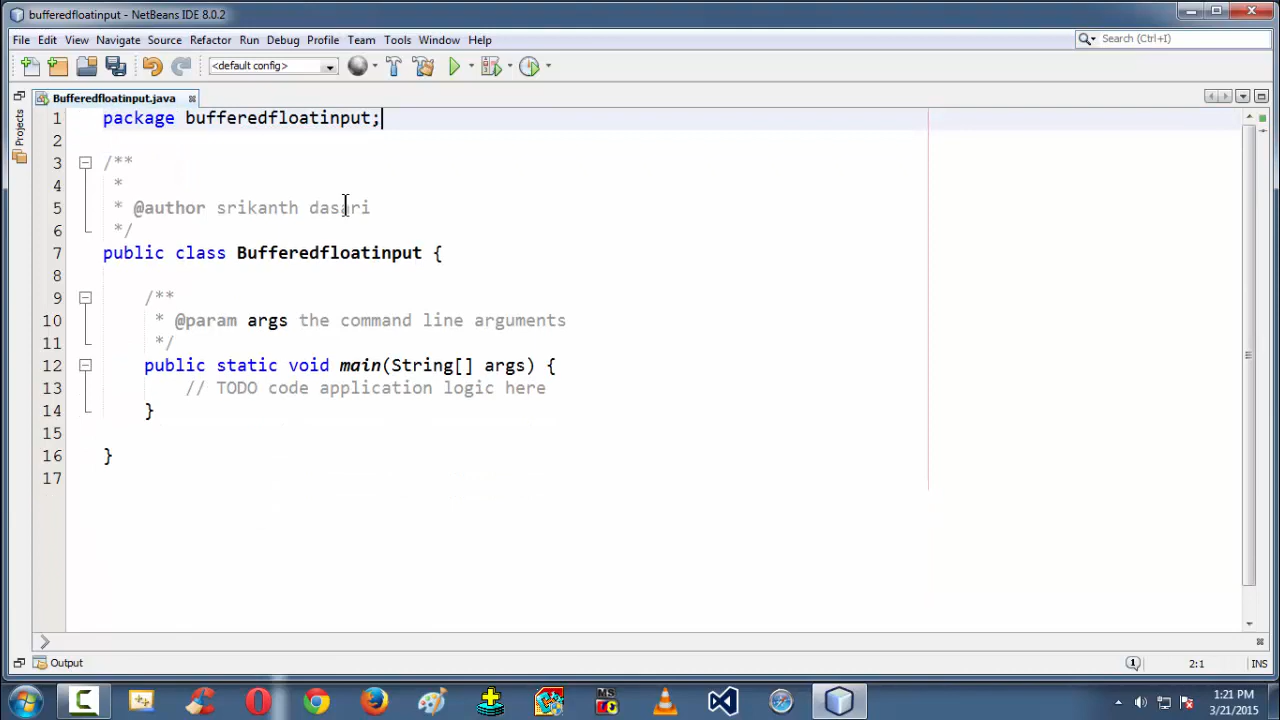 bufferedfloatinput - NetBeans IDE 8.0.2
File Edit View Navigate Source Refactor Run Debug Profile Team Tools Window Help
Search (Ctrl+I)
<default config>
Bufferedfloatinput.java
Projects
1 package bufferedfloatinput;
2
3 /**
4 *
5 * @author srikanth dasari
6 */
7 public class Bufferedfloatinput {
8
9 /**
10 * @param args the command line arguments
11 */
12 public static void main(String[] args) {
13 // TODO code application logic here
14 }
15
16 }
17
Output
1
2:1
INS
MS
1:21 PM
3/21/2015